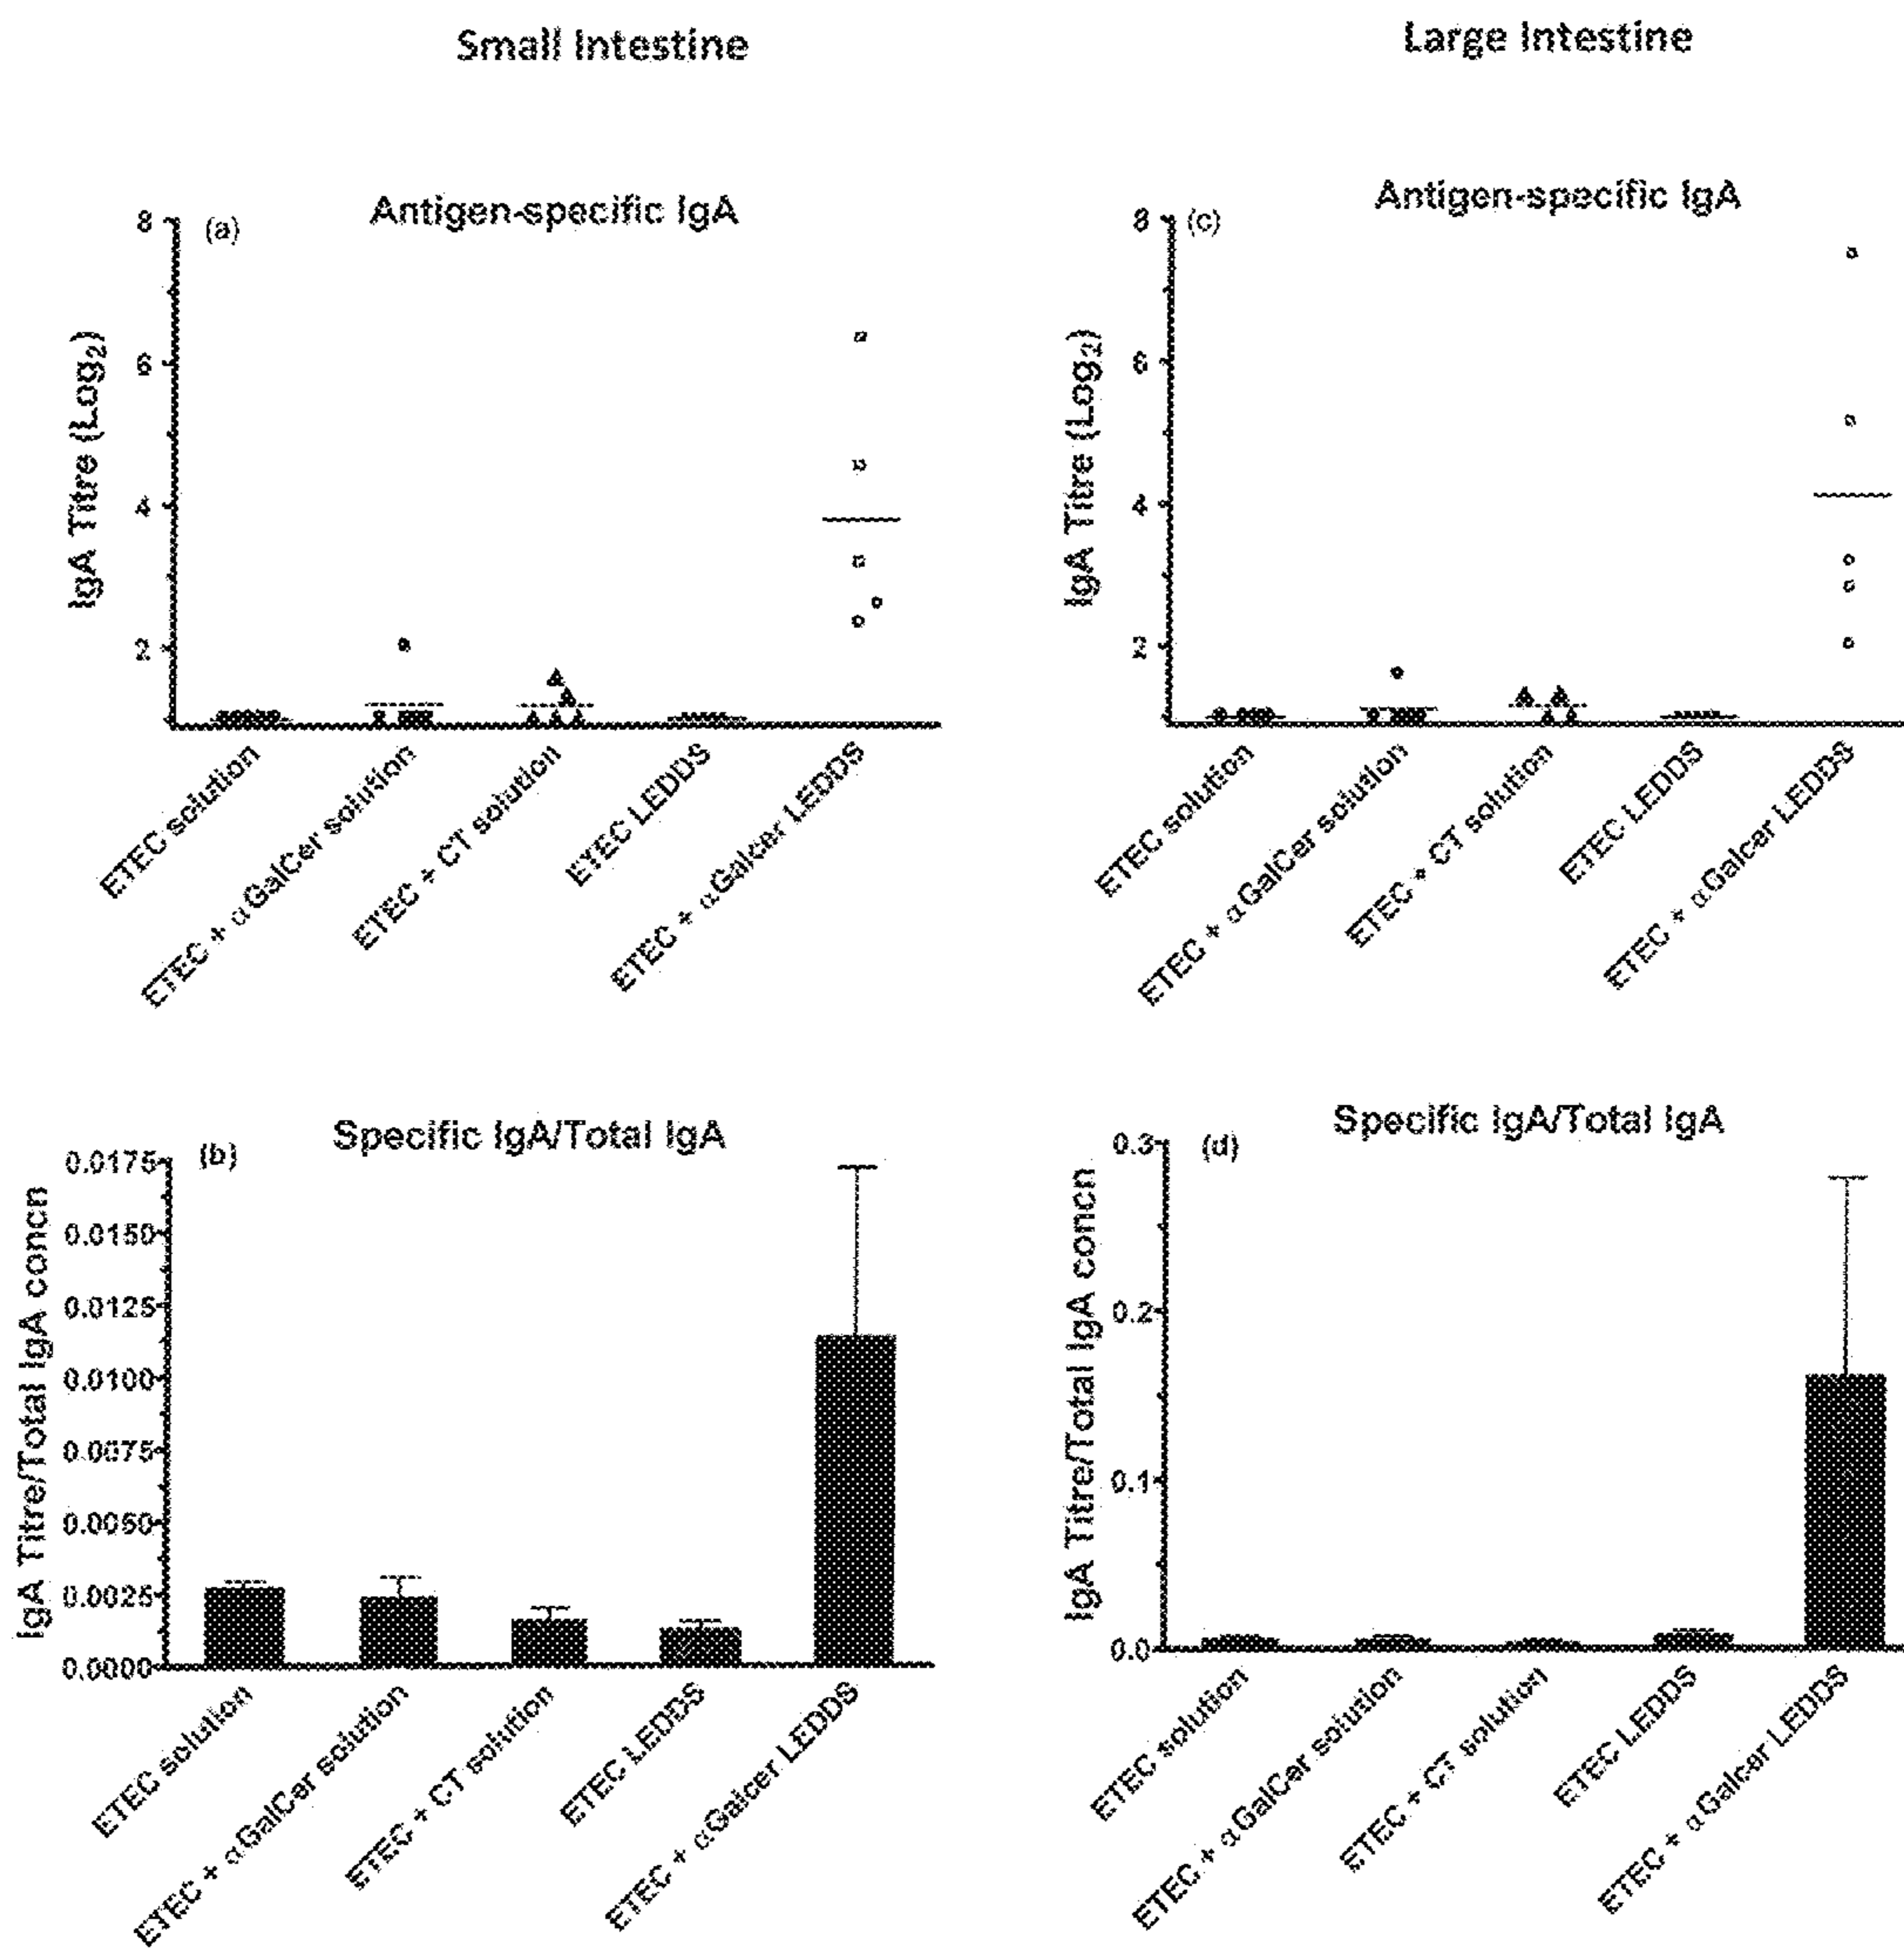 Small Intestine
Large Intestine
(a) Antigen-specific IgA
IgA Titre (Log2)
8
6
4
2
ETEC solution
ETEC + αGalCer solution
ETEC + CT solution
ETEC LEDDS
ETEC + αGalcer LEDDS
(c) Antigen-specific IgA
IgA Titre (Log2)
8
6
4
2
ETEC solution
ETEC + αGalCer solution
ETEC + CT solution
ETEC LEDDS
ETEC + αGalcer LEDDS
(b) Specific IgA/Total IgA
IgA Titre/Total IgA concn
0.0175
0.0150
0.0125
0.0100
0.0075
0.0050
0.0025
0.0000
ETEC solution
ETEC + αGalCer solution
ETEC + CT solution
ETEC LEDDS
ETEC + αGalcer LEDDS
(d) Specific IgA/Total IgA
IgA Titre/Total IgA concn
0.3
0.2
0.1
0.0
ETEC solution
ETEC + αGalCer solution
ETEC + CT solution
ETEC LEDDS
ETEC + αGalcer LEDDS